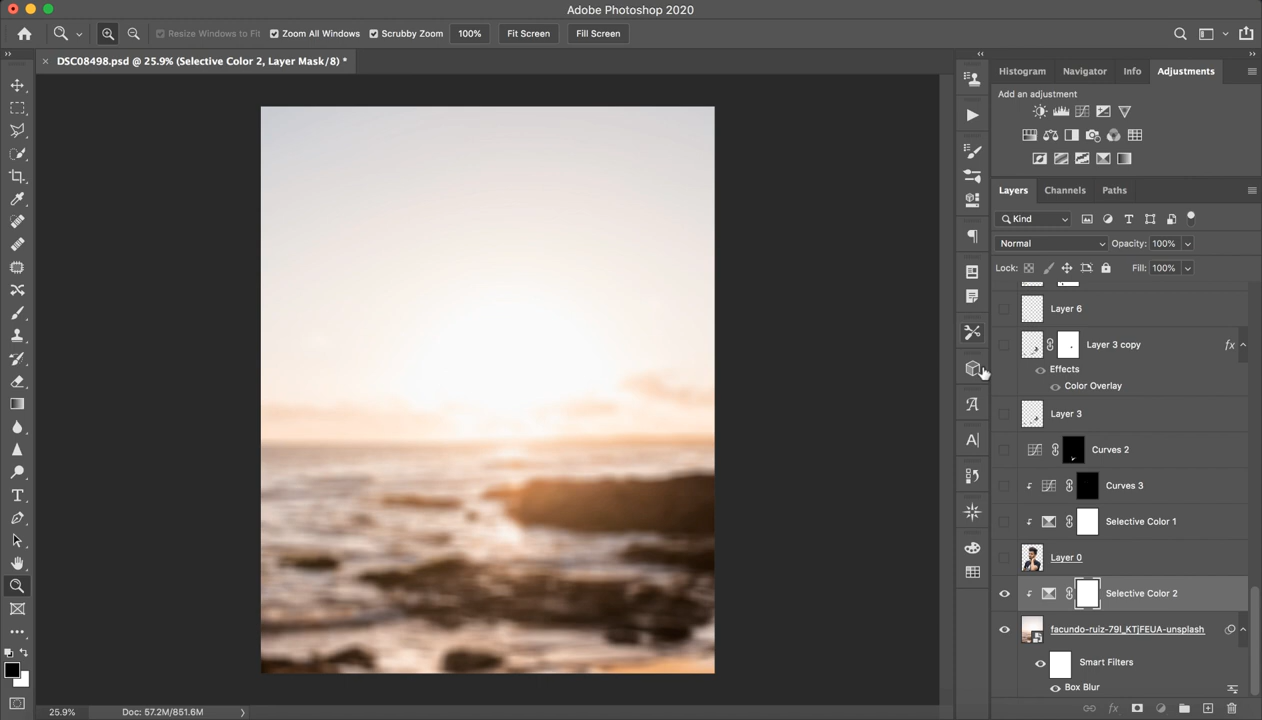 Adobe Photoshop 2020
Resize Windows to Fit Zoom All Windows Scrubby Zoom 100% Fit Screen Fill Screen
DSC08498.psd @ 25.9% (Selective Color 2, Layer Mask/8) *
Histogram Navigator Info Adjustments
Add an adjustment
Layers Channels Paths
Kind
Normal Opacity: 100%
Lock: Fill: 100%
Layer 6
Layer 3 copy fx
Effects
Color Overlay
Layer 3
Curves 2
Curves 3
Selective Color 1
Layer 0
Selective Color 2
facundo-ruiz-79l_KTjFEUA-unsplash
Smart Filters
Box Blur
25.9% Doc: 57.2M/851.6M
fx